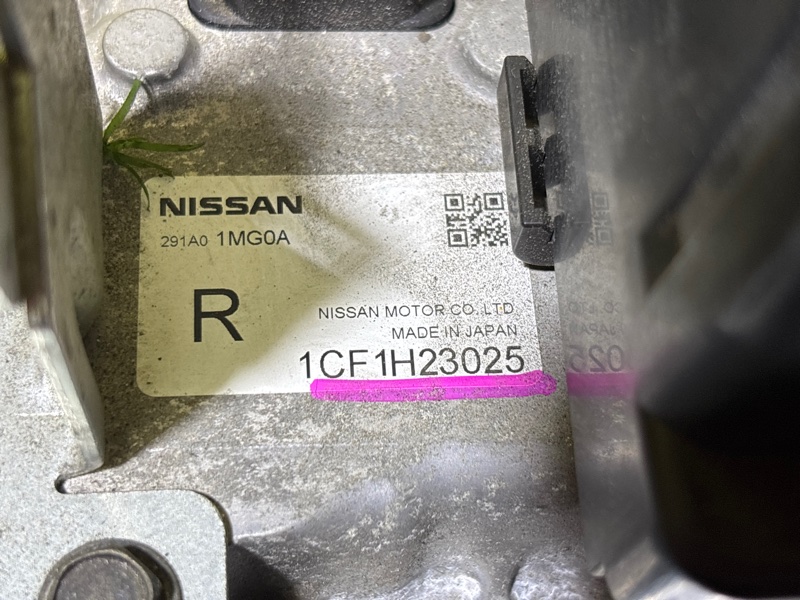 NISSAN
291A0 1MG0A
R
NISSAN MOTOR CO.,LTD.
MADE IN JAPAN
1CF1H23025